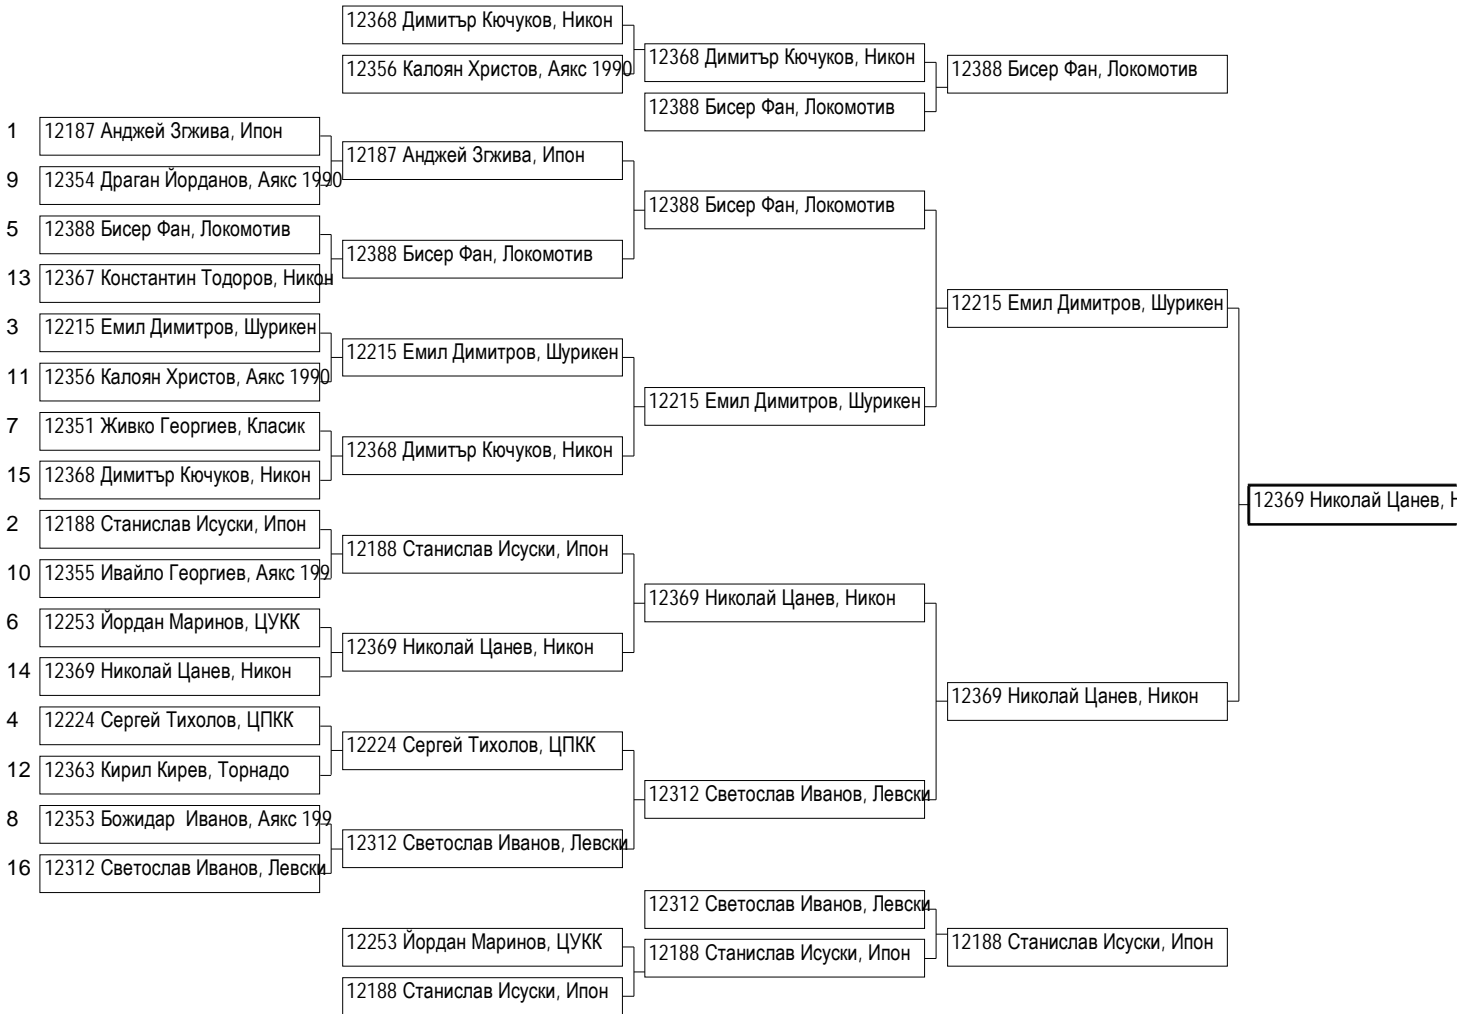 12368 Димитър Кючуков, Никон
12356 Калоян Христов, Аякс 1990
12368 Димитър Кючуков, Никон
12388 Бисер Фан, Локомотив
12388 Бисер Фан, Локомотив
1 12187 Анджей Згжива, Ипон
9 12354 Драган Йорданов, Аякс 1990
5 12388 Бисер Фан, Локомотив
13 12367 Константин Тодоров, Никон
3 12215 Емил Димитров, Шурикен
11 12356 Калоян Христов, Аякс 1990
7 12351 Живко Георгиев, Класик
15 12368 Димитър Кючуков, Никон
2 12188 Станислав Исуски, Ипон
10 12355 Ивайло Георгиев, Аякс 199
6 12253 Йордан Маринов, ЦУКК
14 12369 Николай Цанев, Никон
4 12224 Сергей Тихолов, ЦПКК
12 12363 Кирил Кирев, Торнадо
8 12353 Божидар  Иванов, Аякс 199
16 12312 Светослав Иванов, Левски
12187 Анджей Згжива, Ипон
12388 Бисер Фан, Локомотив
12215 Емил Димитров, Шурикен
12368 Димитър Кючуков, Никон
12188 Станислав Исуски, Ипон
12369 Николай Цанев, Никон
12224 Сергей Тихолов, ЦПКК
12312 Светослав Иванов, Левски
12388 Бисер Фан, Локомотив
12215 Емил Димитров, Шурикен
12369 Николай Цанев, Никон
12312 Светослав Иванов, Левски
12215 Емил Димитров, Шурикен
12369 Николай Цанев, Никон
12369 Николай Цанев,
12253 Йордан Маринов, ЦУКК
12188 Станислав Исуски, Ипон
12312 Светослав Иванов, Левски
12188 Станислав Исуски, Ипон
12188 Станислав Исуски, Ипон